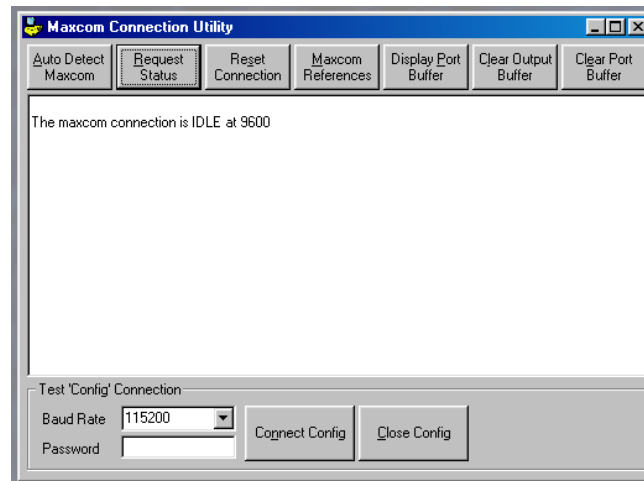 Maxcom Connection Utility
Auto Detect Maxcom
Request Status
Reset Connection
Maxcom References
Display Port Buffer
Clear Output Buffer
Clear Port Buffer
The maxcom connection is IDLE at 9600
Test 'Config' Connection
Baud Rate 115200
Connect Config
Close Config
Password